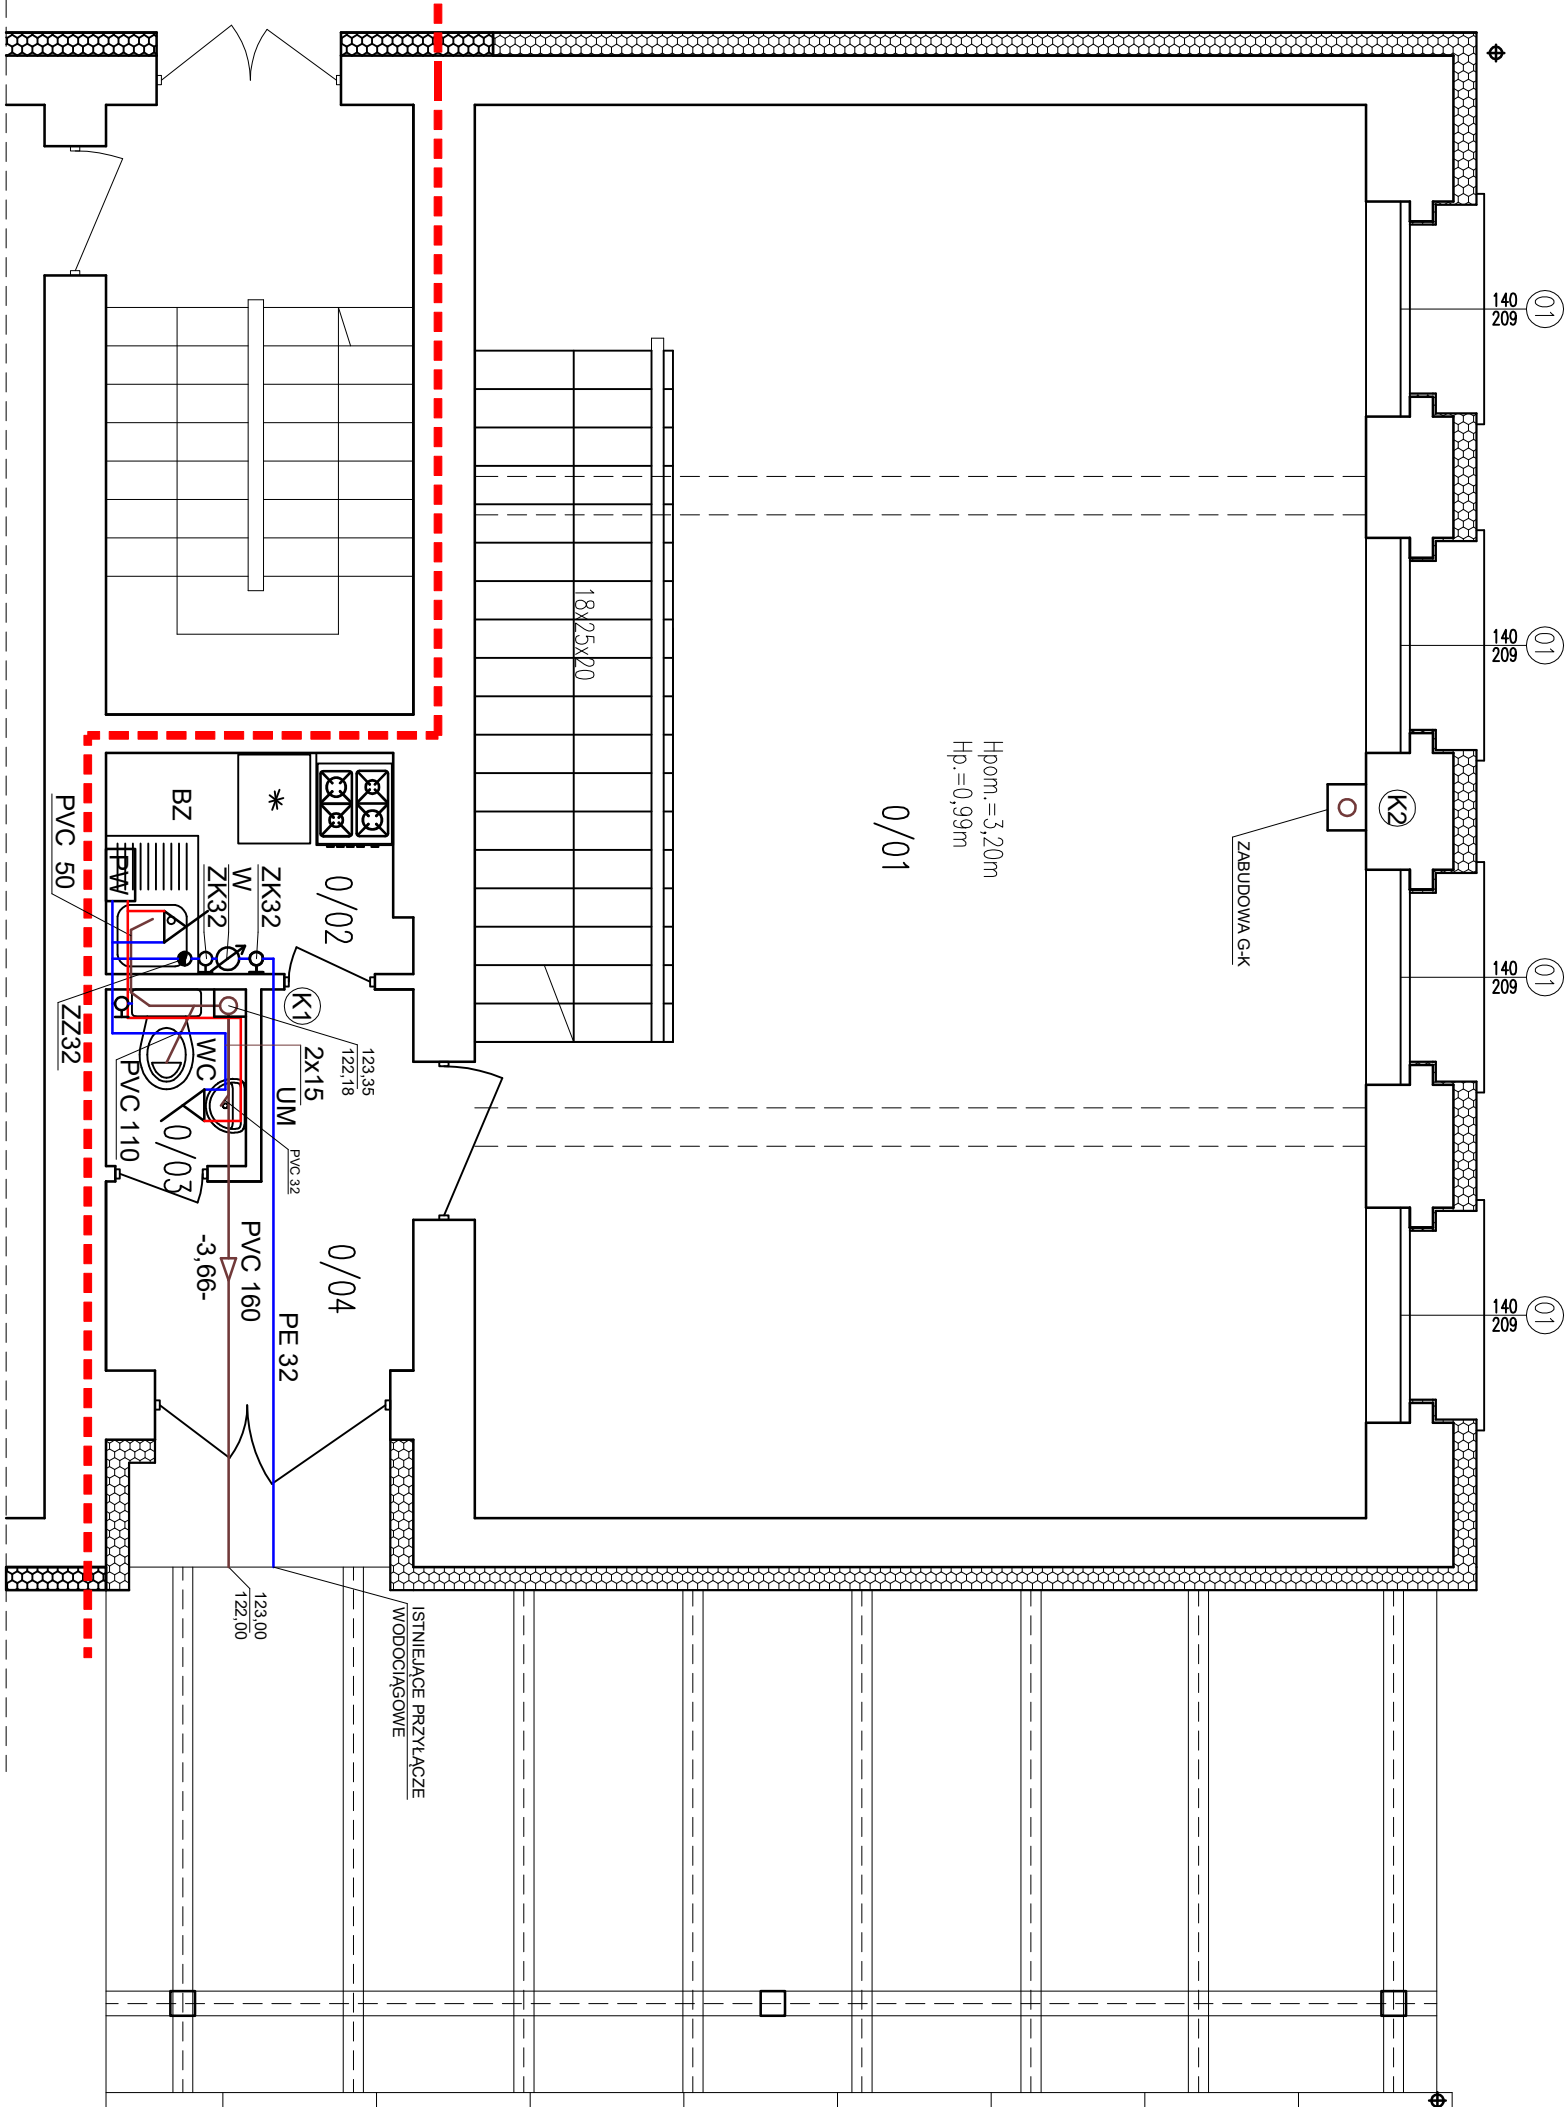 01
140
209
01
140
209
01
140
209
01
140
209
K2
ZABUDOWA G-K
Hpom.=3,20m
Hp.=0,99m
0/01
18x25x20
BZ
PVC 50
PW
ZK32
W
ZK32
0/02
K1
ZZ32
WC
PVC 110
0/03
123,35
122,18
2x15
UM
PVC 32
0/04
PVC 160
-3,66-
PE 32
123,00
122,00
ISTNIEJĄCE PRZYŁĄCZE
WODOCIĄGOWE